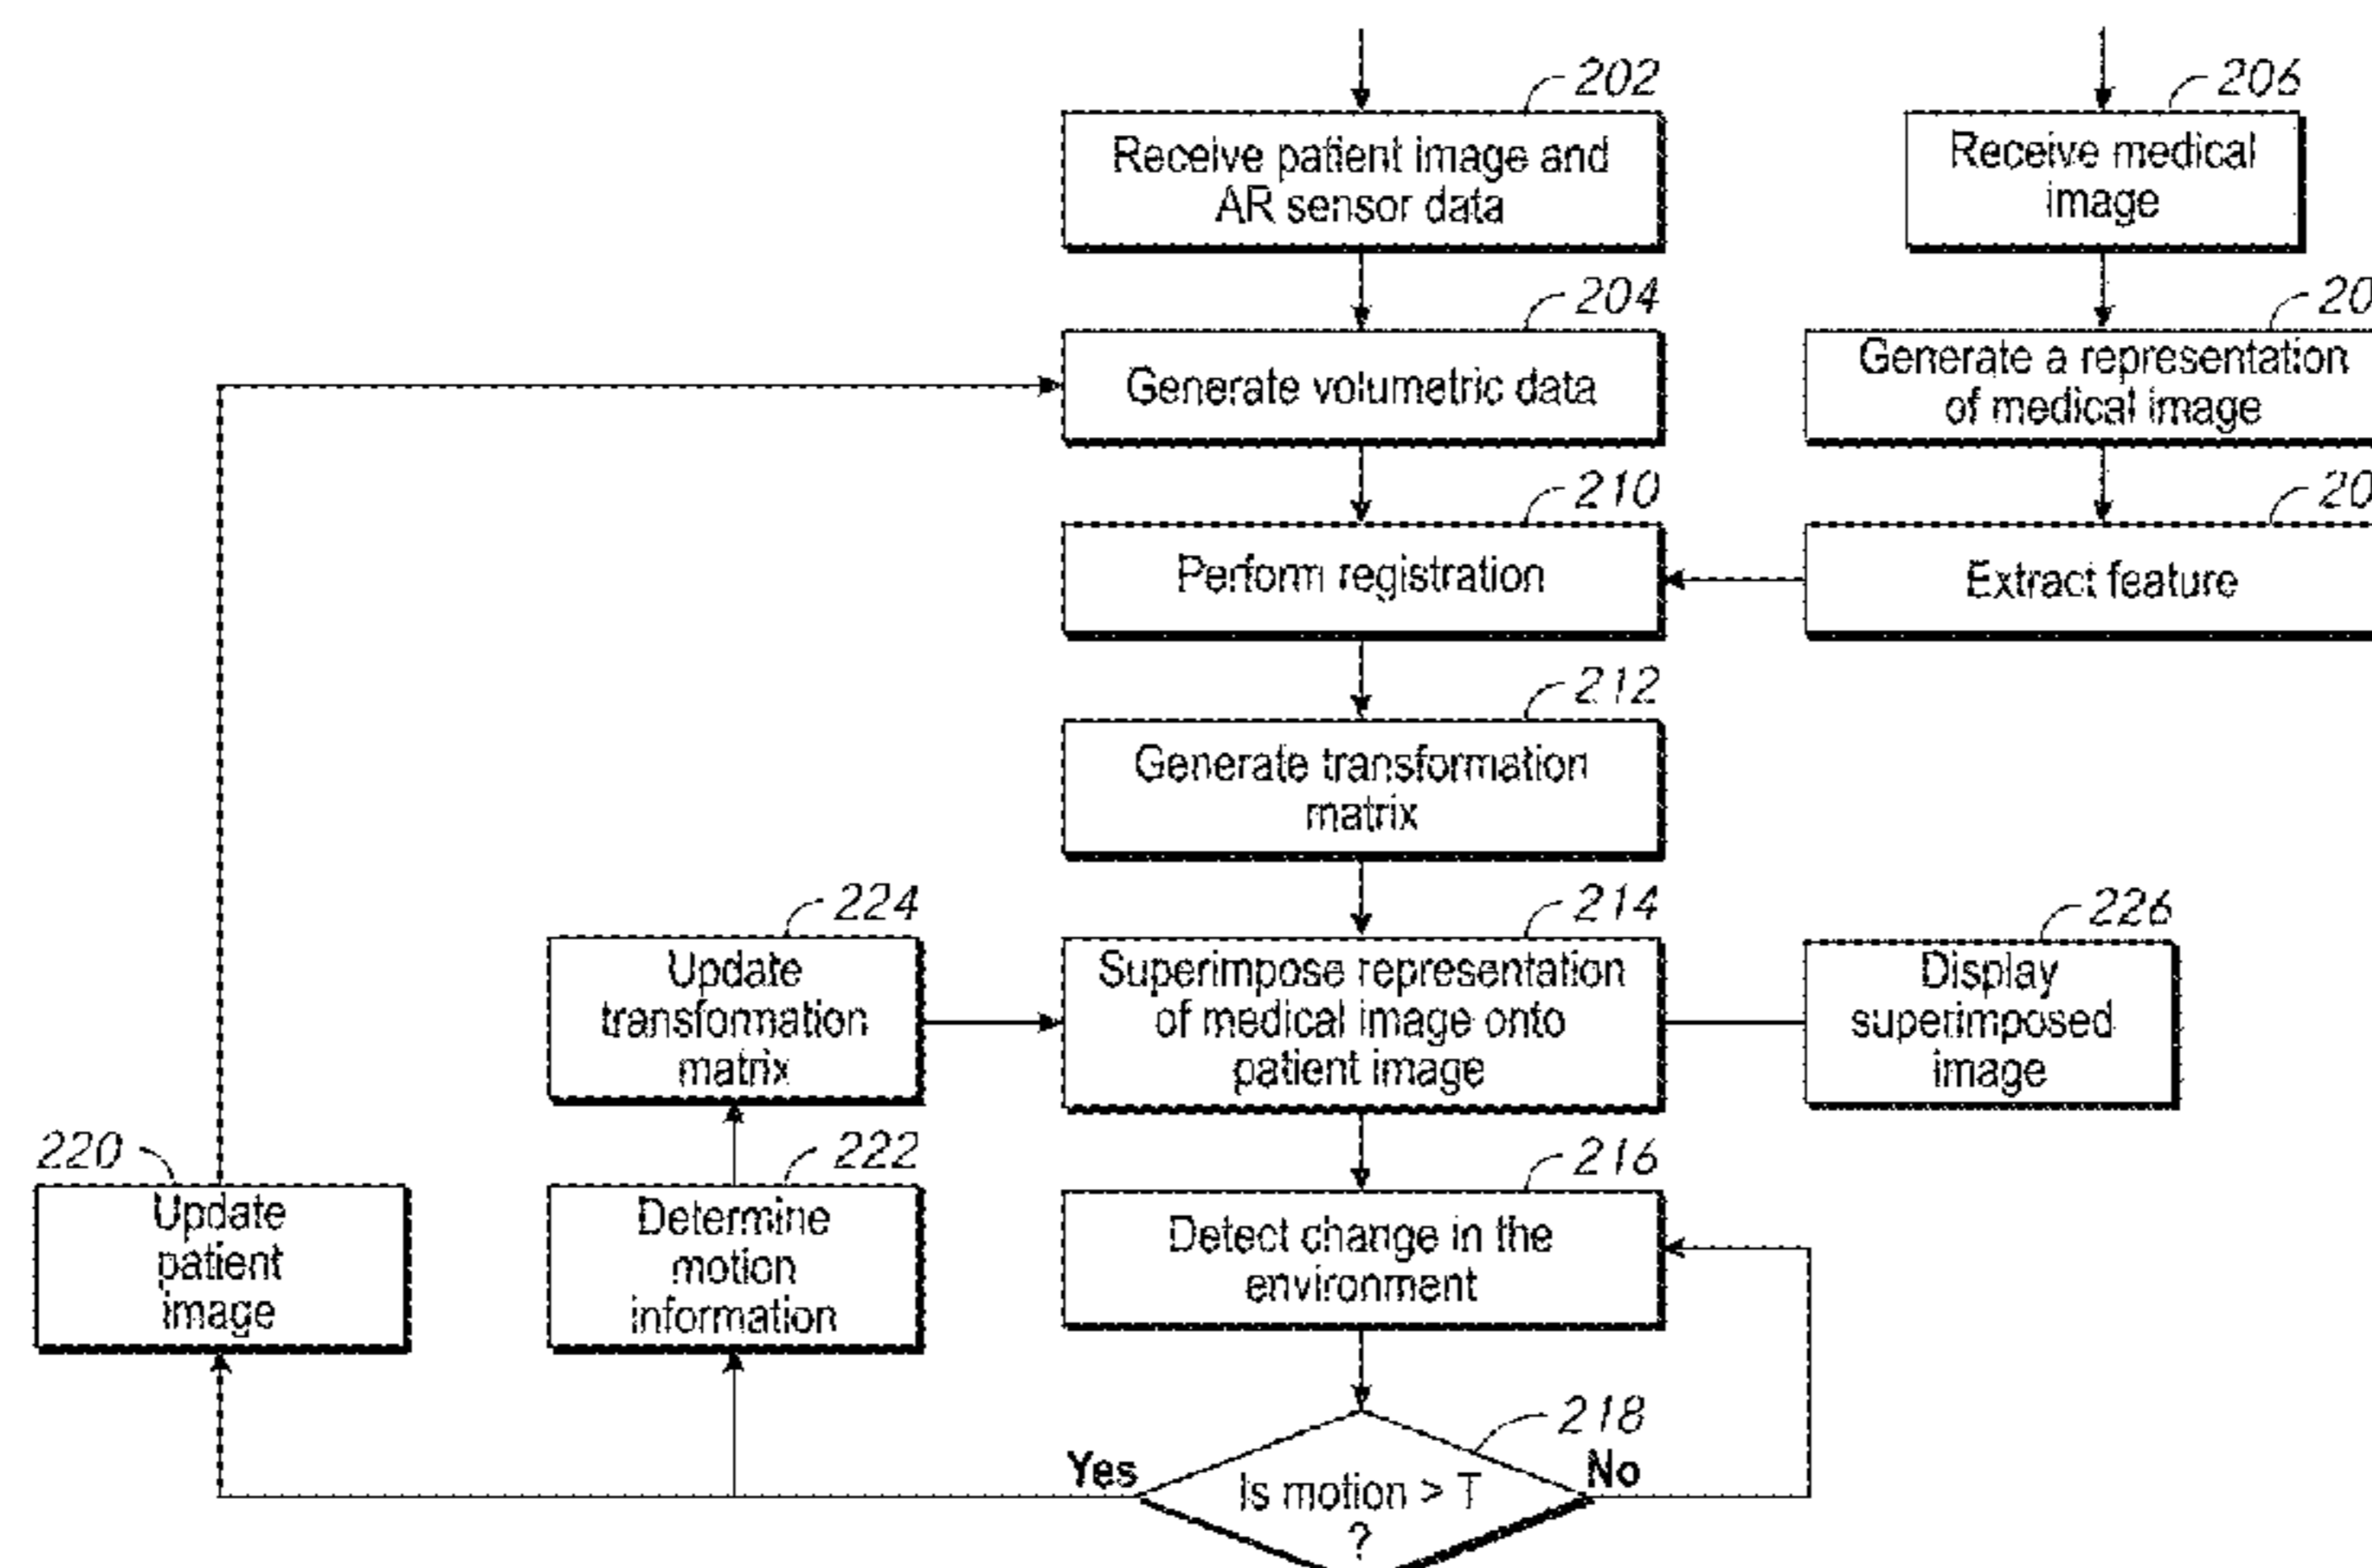 202
Receive patient image and
AR sensor data
206
Receive medical
image
204
Generate volumetric data
20
Generate a representation
of medical image
210
Perform registration
20
Extract feature
212
Generate transformation
matrix
224
Update
transformation
matrix
214
Superimpose representation
of medical image onto
patient image
226
Display
superimposed
image
220
Update
patient
image
222
Determine
motion
information
216
Detect change in the
environment
218
Yes
Is motion > T
?
No